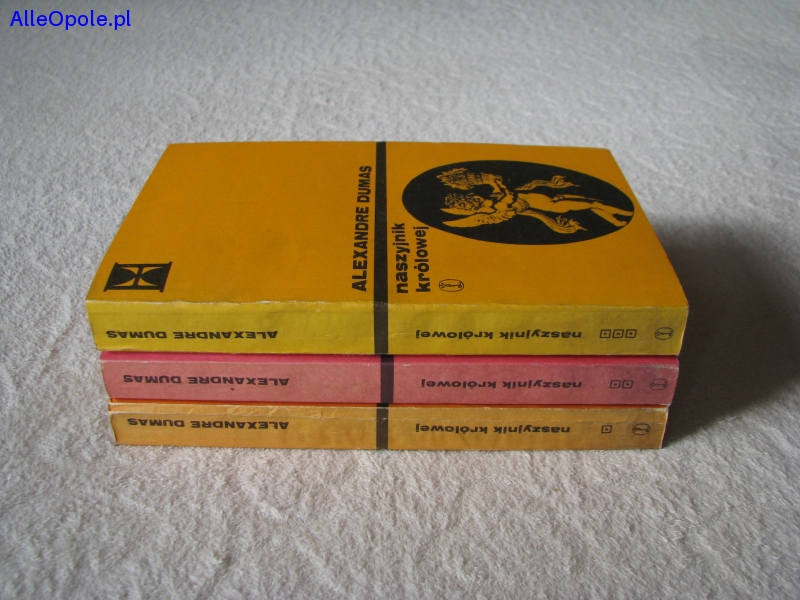 AlleOpole.pl
ALEXANDRE DUMAS
naszyjnik
królowej
ALEXANDRE DUMAS
naszyjnik królowej
ALEXANDRE DUMAS
naszyjnik królowej
ALEXANDRE DUMAS
naszyjnik królowej